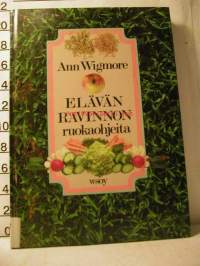 Ann Wigmore
ELÄVÄN
RAVINNON
ruokaohjeita
WSOY